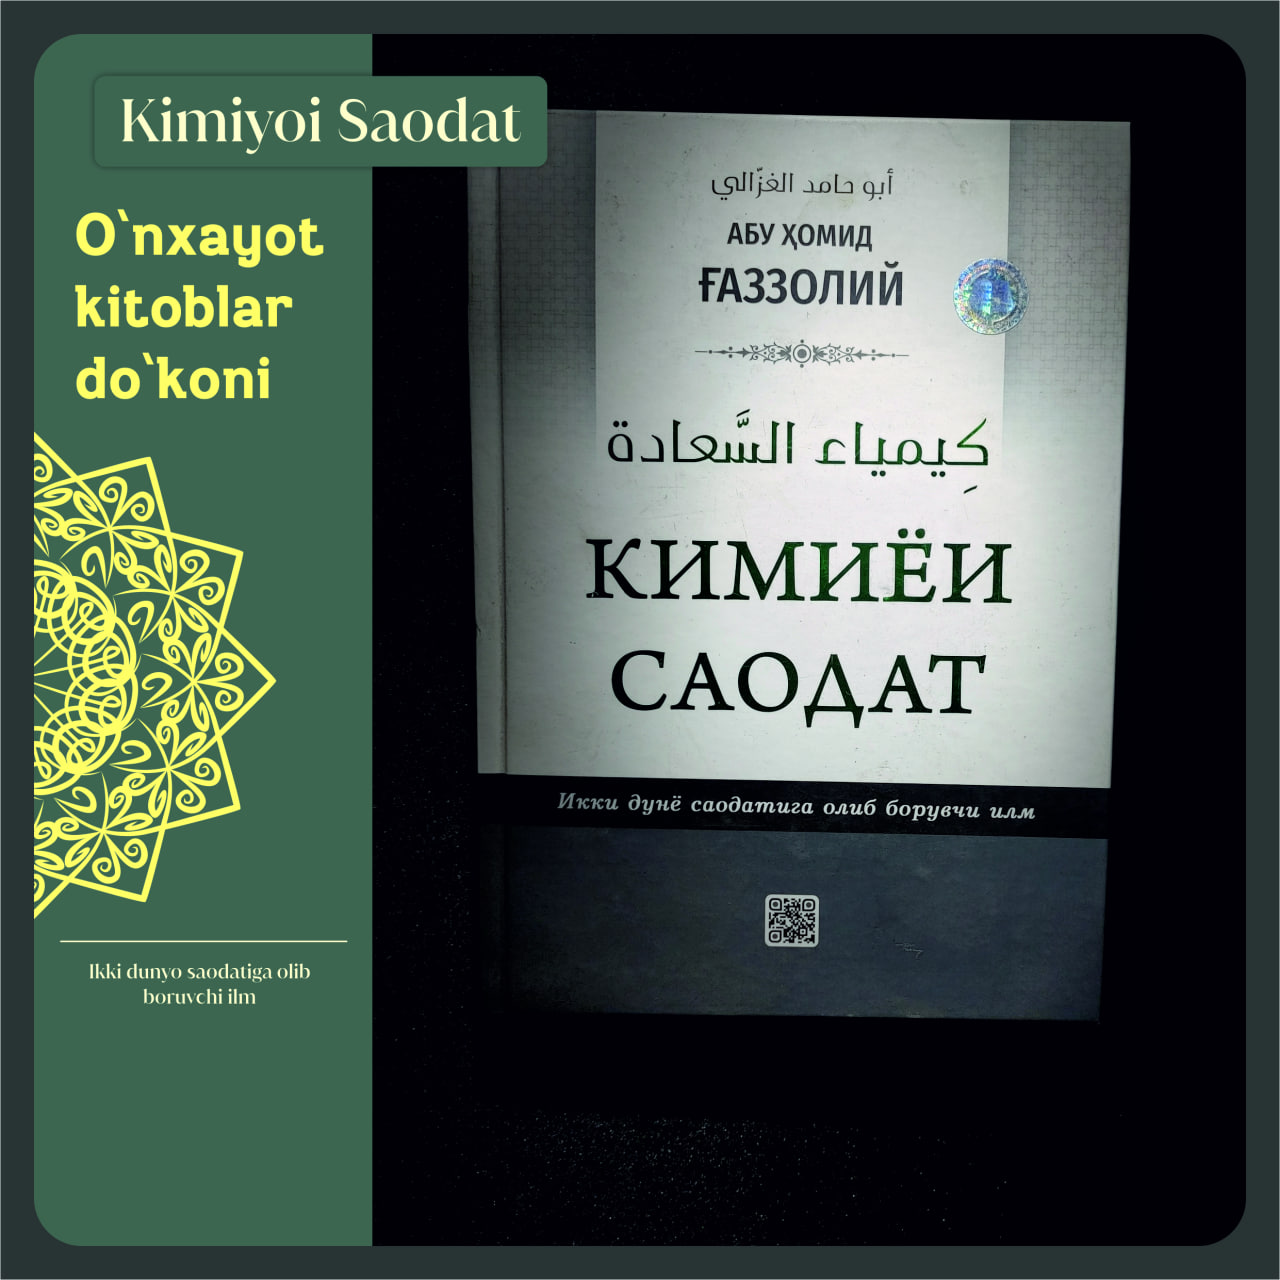 Kimiyoi Saodat
O`nxayot
kitoblar
do`koni
Ikki dunyo saodatiga olib
boruvchi ilm
أبو حامد الغزّالي
АБУ ҲОМИД
ҒАЗЗОЛИЙ
كِيمياء السَّعادة
КИМИЁИ
САОДАТ
Икки дунё саодатига олиб борувчи илм